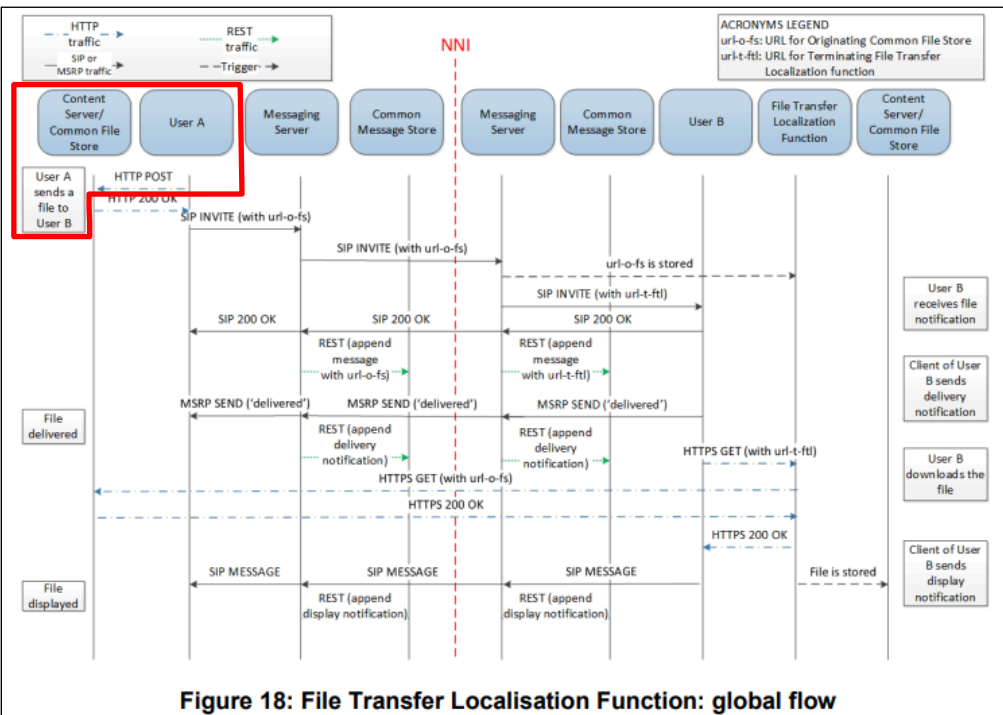 HTTP
traffic
SIP or
MSRP traffic
REST
traffic
Trigger
NNI
ACRONYMS LEGEND
url-o-fs: URL for Originating Common File Store
url-t-ftl: URL for Terminating File Transfer
Localization function
Content
Server/
Common File
Store
User A
Messaging
Server
Common
Message Store
Messaging
Server
Common
Message Store
User B
File Transfer
Localization
Function
Content
Server/
Common File
Store
User A
sends a
file to
User B
HTTP POST
HTTP 200 OK
SIP INVITE (with url-o-fs)
SIP INVITE (with url-o-fs)
url-o-fs is stored
SIP INVITE (with url-t-ftl)
User B
receives file
notification
SIP 200 OK
SIP 200 OK
SIP 200 OK
REST (append
message
with url-o-fs)
REST (append
message
with url-t-ftl)
Client of User
B sends
delivery
notification
MSRP SEND ('delivered')
MSRP SEND ('delivered')
MSRP SEND ('delivered')
File
delivered
REST (append
delivery
notification)
REST (append
delivery
notification)
HTTPS GET (with url-t-ftl)
User B
downloads the
file
HTTPS GET (with url-o-fs)
HTTPS 200 OK
HTTPS 200 OK
Client of User
B sends
display
notification
SIP MESSAGE
SIP MESSAGE
SIP MESSAGE
File is stored
File
displayed
REST (append
display notification)
REST (append
display notification)
Figure 18: File Transfer Localisation Function: global flow